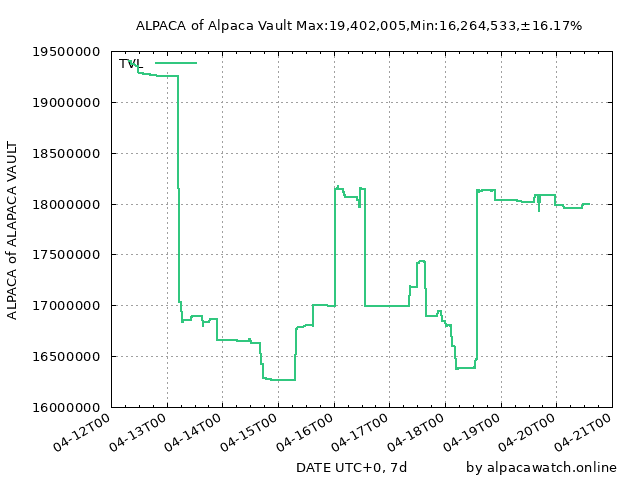 ALPACA of Alpaca Vault Max:19,402,005,Min:16,264,533,±16.17%
19500000
TVL
19000000
18500000
18000000
17500000
17000000
16500000
16000000
ALPACA of ALAPACA VAULT
04-12T00
04-13T00
04-14T00
04-15T00
04-16T00
04-17T00
04-18T00
04-19T00
04-20T00
04-21T00
DATE UTC+0, 7d
by alpacawatch.online